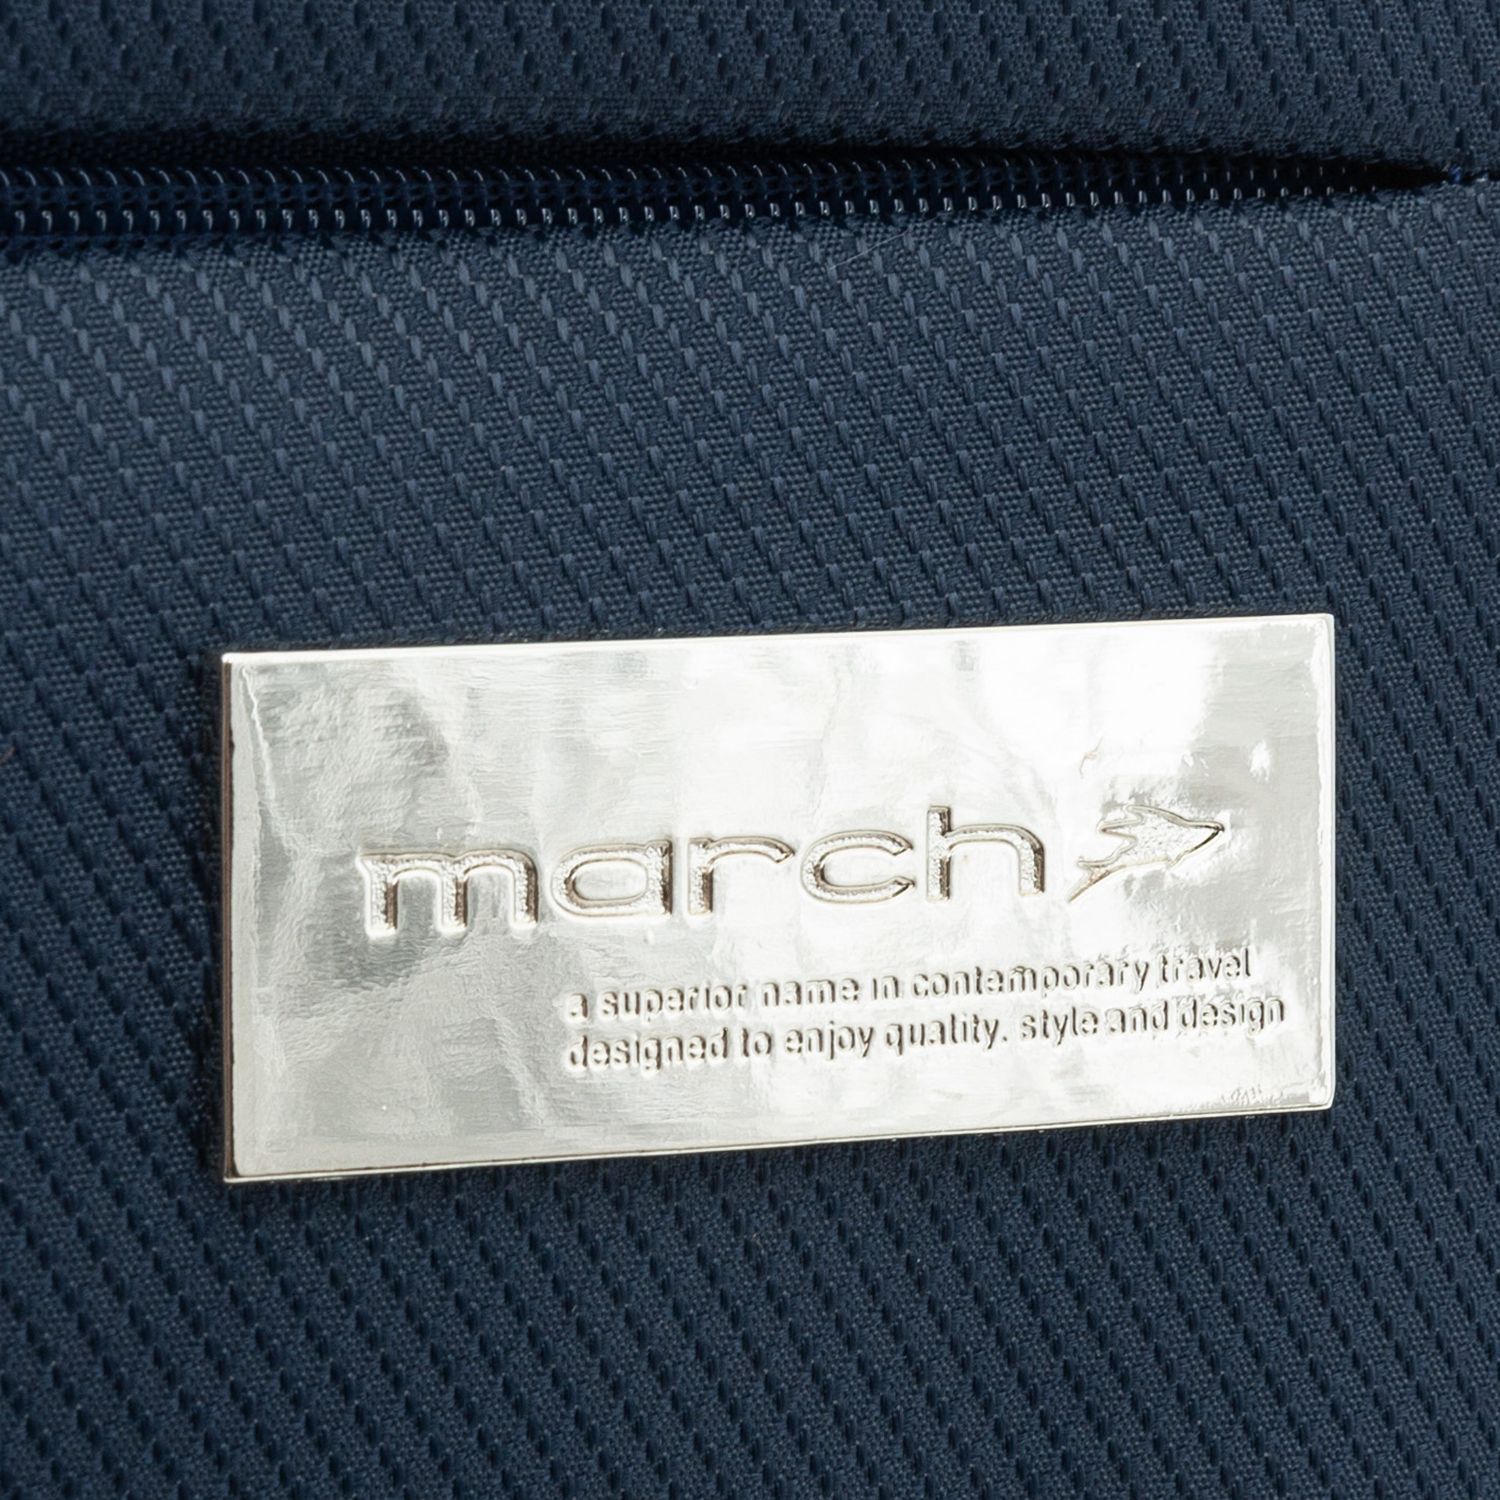 march
a superior name in contemporary travel
designed to enjoy quality. style and design